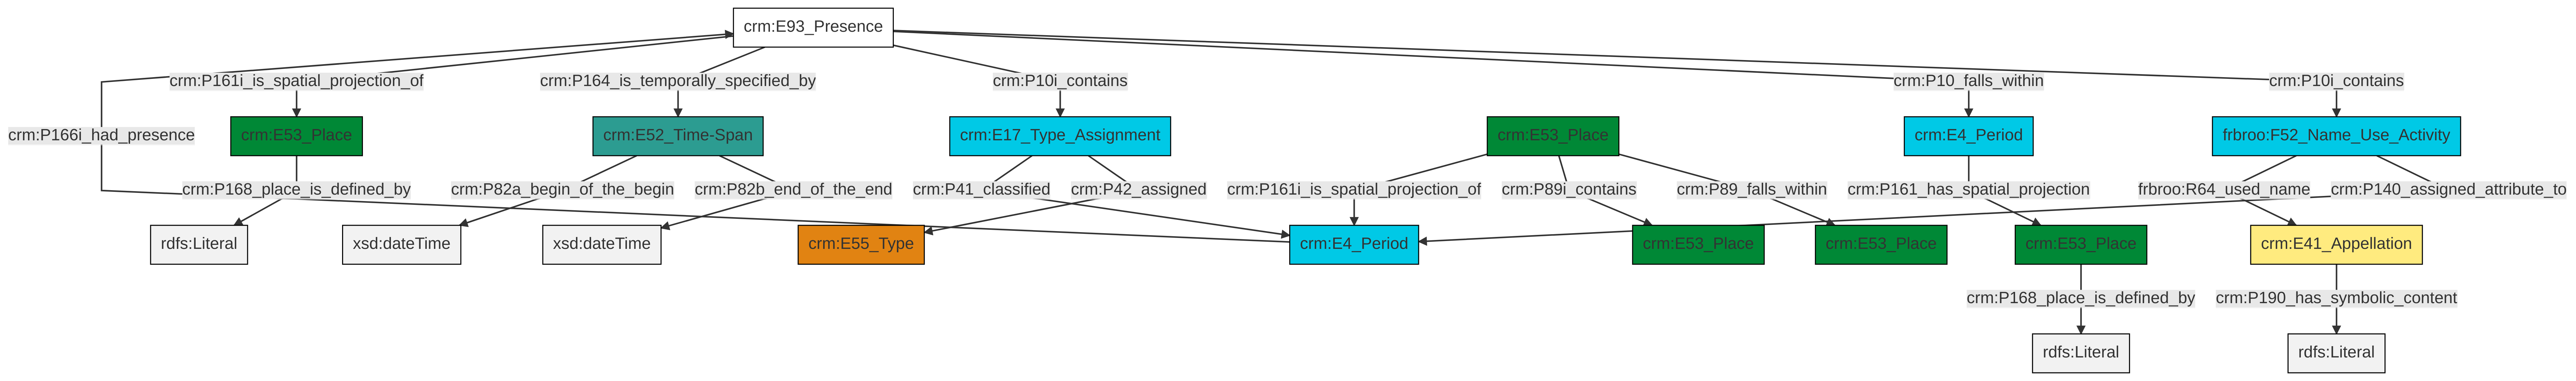 crm:E93_Presence
crm:P161i_is_spatial_projection_of
crm:P164_is_temporally_specified_by
crm:P10i_contains
crm:P10_falls_within
crm:P10i_contains
crm:P166i_had_presence
crm:E53_Place
crm:E52_Time-Span
crm:E17_Type_Assignment
crm:E53_Place
crm:E4_Period
frbroo:F52_Name_Use_Activity
crm:P168_place_is_defined_by
crm:P82a_begin_of_the_begin
crm:P82b_end_of_the_end
crm:P41_classified
crm:P42_assigned
crm:P161i_is_spatial_projection_of
crm:P89i_contains
crm:P89_falls_within
crm:P161_has_spatial_projection
frbroo:R64_used_name
crm:P140_assigned_attribute_to
rdfs:Literal
xsd:dateTime
xsd:dateTime
crm:E55_Type
crm:E4_Period
crm:E53_Place
crm:E53_Place
crm:E53_Place
crm:E41_Appellation
crm:P168_place_is_defined_by
crm:P190_has_symbolic_content
rdfs:Literal
rdfs:Literal